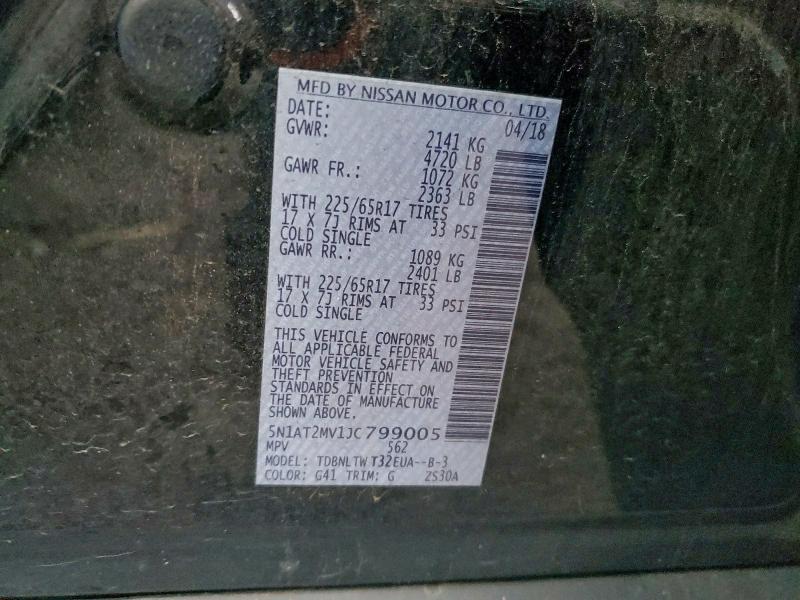 MFD BY NISSAN MOTOR CO., LTD.
DATE: 04/18
GVWR: 2141 KG
4720 LB
GAWR FR.: 1072 KG
2363 LB
WITH 225/65R17 TIRES
17 X 7J RIMS AT 33 PSI
COLD SINGLE
GAWR RR.: 1089 KG
2401 LB
WITH 225/65R17 TIRES
17 X 7J RIMS AT 33 PSI
COLD SINGLE
THIS VEHICLE CONFORMS TO
ALL APPLICABLE FEDERAL
MOTOR VEHICLE SAFETY AND
THEFT PREVENTION
STANDARDS IN EFFECT ON
THE DATE OF MANUFACTURE
SHOWN ABOVE.
5N1AT2MV1JC799005
MPV 562
MODEL: TDBNLTWT32EUA--B-3
COLOR: G41 TRIM: G ZS30A